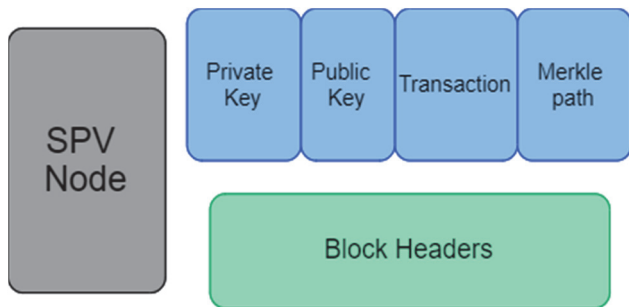 SPV
Node
Private
Key
Public
Key
Transaction
Merkle
path
Block Headers